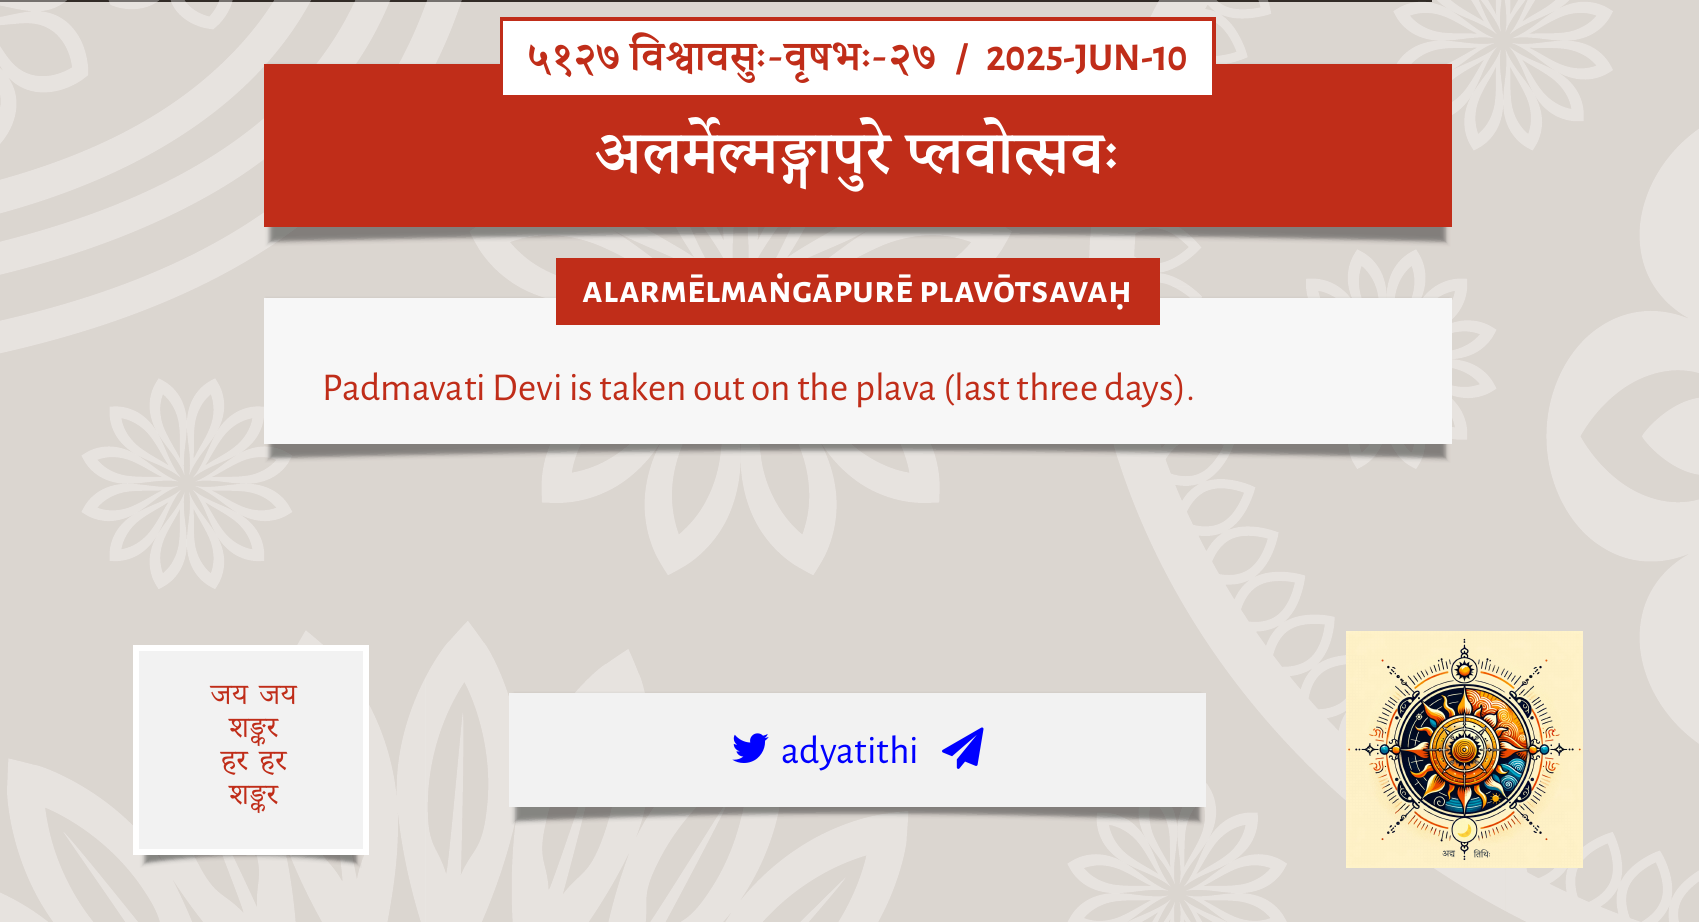 ५१२७ विश्वावसुः-वृषभः-२७ / 2025-JUN-10
अलर्मेल्मङ्गापुरे प्लवोत्सवः
ALARMĒLMAṄGĀPURĒ PLAVŌTSAVAḤ
Padmavati Devi is taken out on the plava (last three days).
जय जय
शङ्कर
हर हर
शङ्कर
adyatithi
अद्य तिथिः